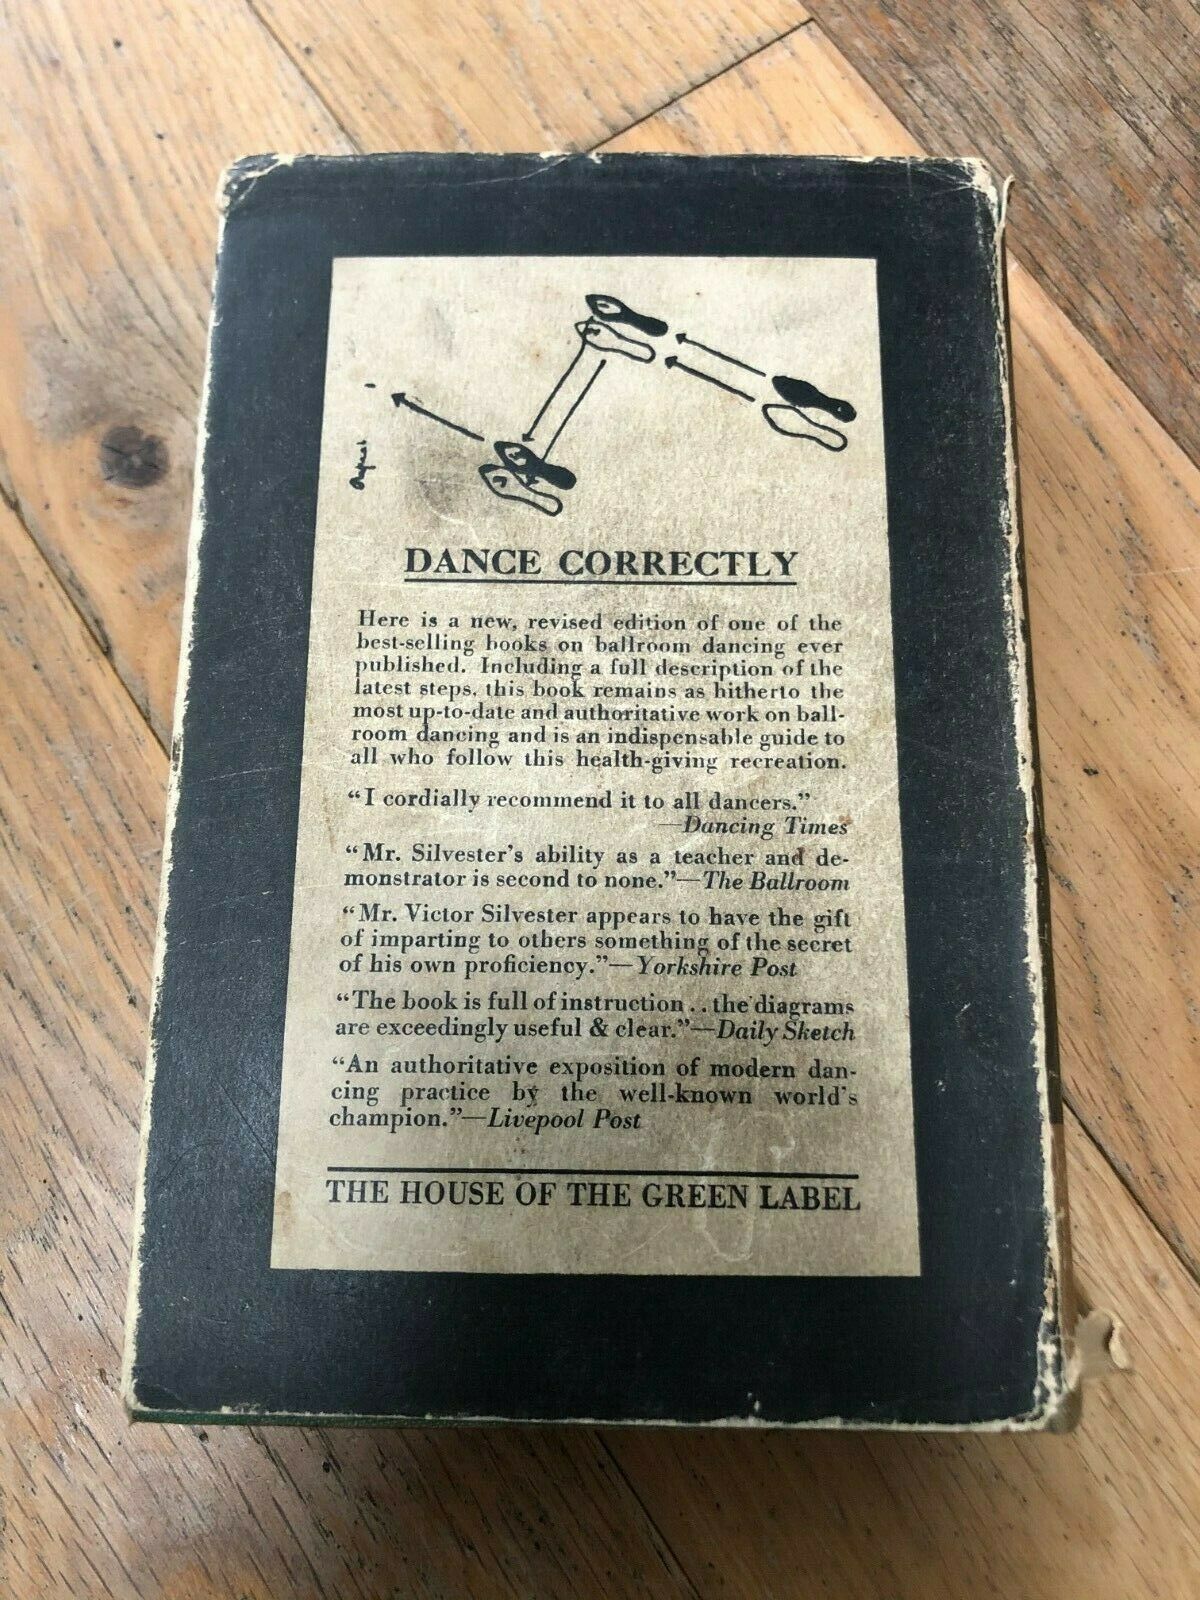 DANCE CORRECTLY
Here is a new, revised edition of one of the
best-selling books on ballroom dancing ever
published. Including a full description of the
latest steps, this book remains as hitherto the
most up-to-date and authoritative work on ball-
room dancing and is an indispensable guide to
all who follow this health-giving recreation.
“I cordially recommend it to all dancers.”
—Dancing Times
“Mr. Silvester's ability as a teacher and de-
monstrator is second to none.”—The Ballroom
“Mr. Victor Silvester appears to have the gift
of imparting to others something of the secret
of his own proficiency.”—Yorkshire Post
“The book is full of instruction . . the diagrams
are exceedingly useful & clear.”—Daily Sketch
“An authoritative exposition of modern dan-
cing practice by the well-known world's
champion.”—Livepool Post
THE HOUSE OF THE GREEN LABEL